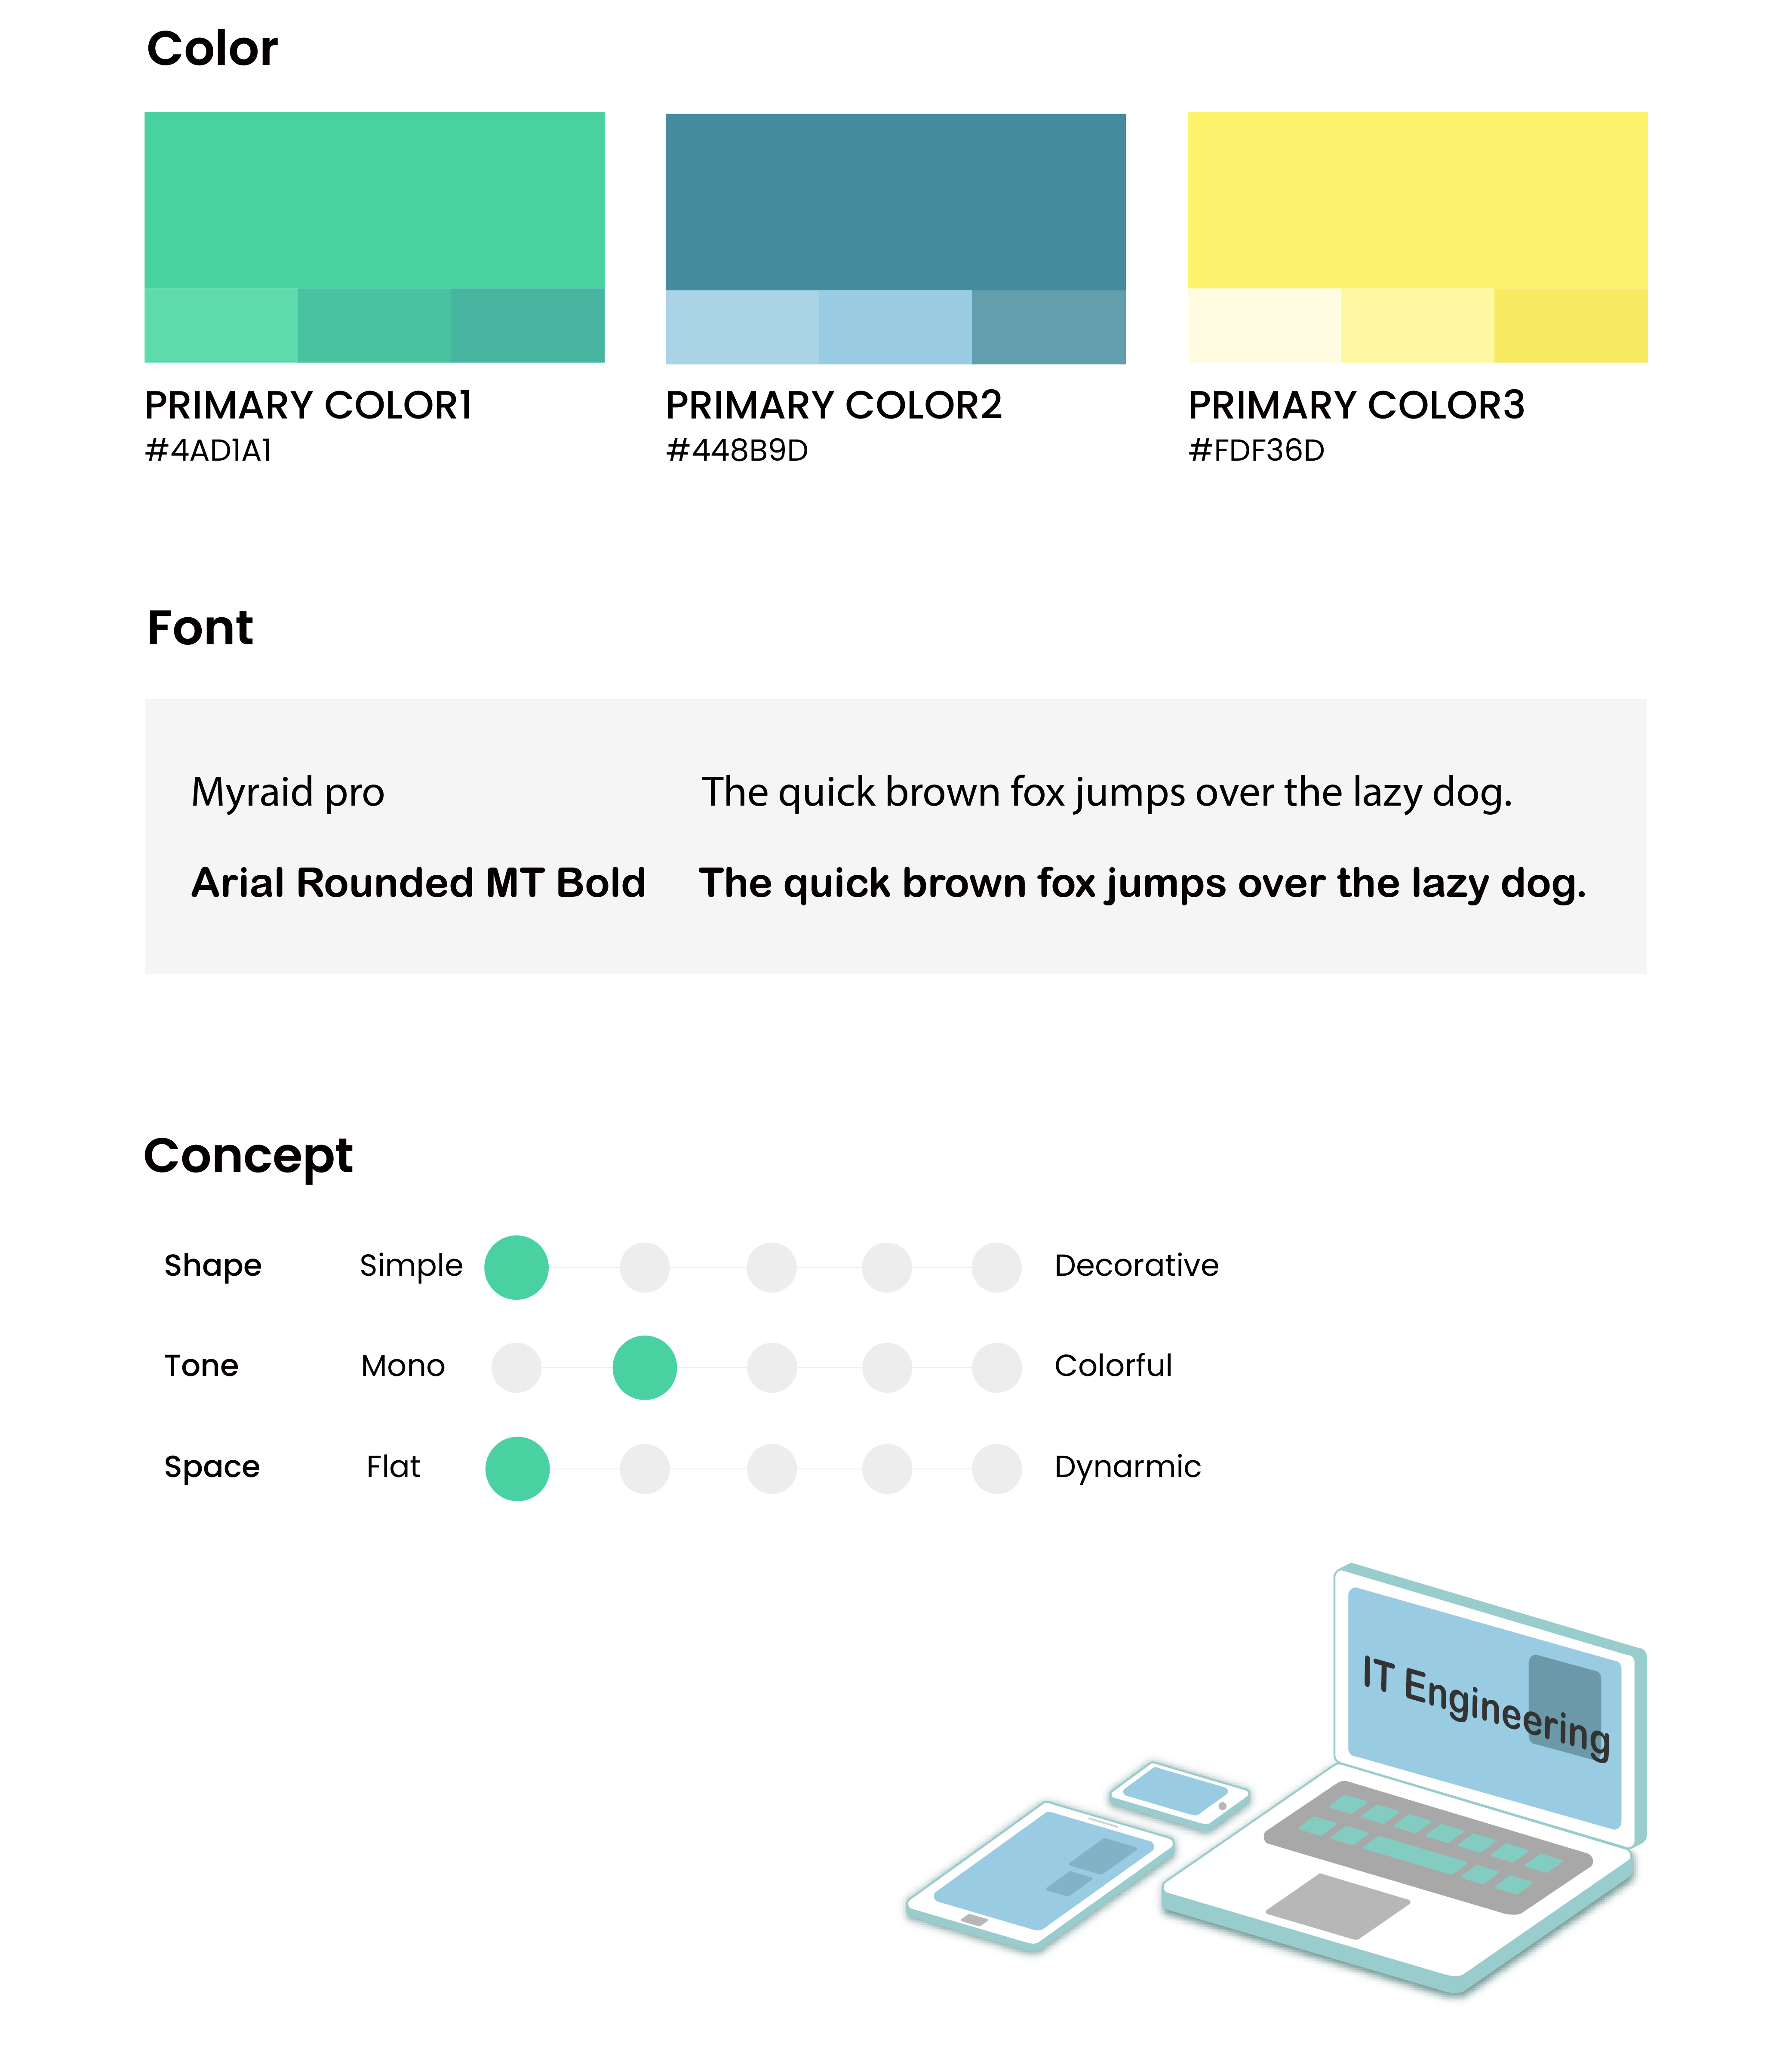 Color
PRIMARY COLOR1
#4AD1A1
PRIMARY COLOR2
#448B9D
PRIMARY COLOR3
#FDF36D
Font
Myraid pro
The quick brown fox jumps over the lazy dog.
Arial Rounded MT Bold
The quick brown fox jumps over the lazy dog.
Concept
Shape Simple Decorative
Tone Mono Colorful
Space Flat Dynarmic
IT Engineering